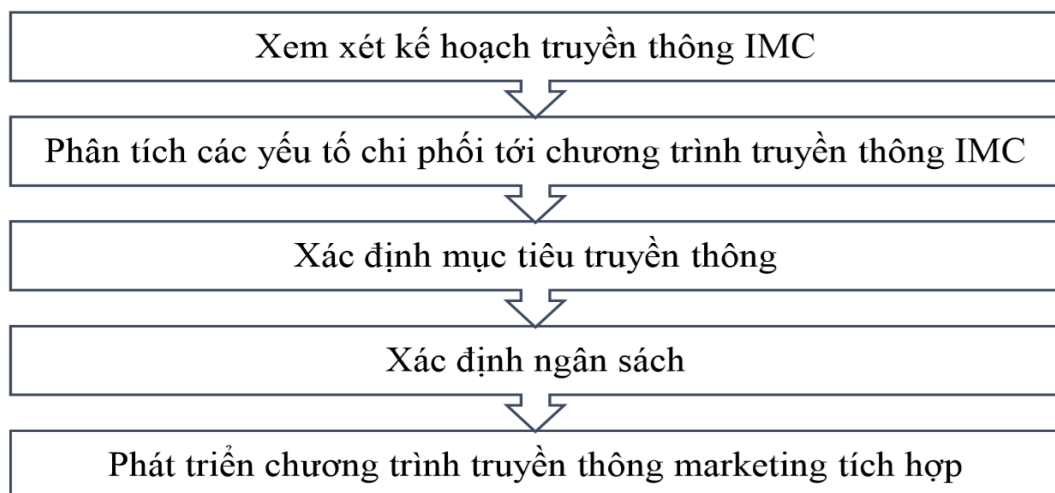 Xem xét kế hoạch truyền thông IMC
Phân tích các yếu tố chi phối tới chương trình truyền thông IMC
Xác định mục tiêu truyền thông
Xác định ngân sách
Phát triển chương trình truyền thông marketing tích hợp